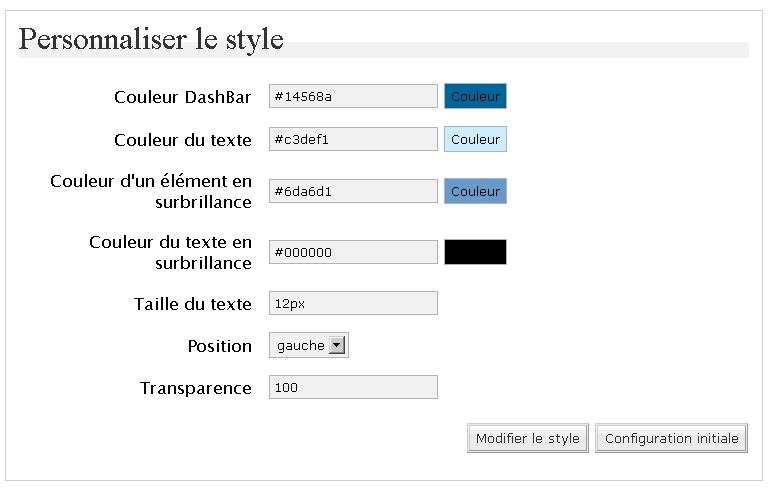 Personnaliser le style
Couleur DashBar #14568a Couleur
Couleur du texte #c3def1 Couleur
Couleur d'un élément en
surbrillance #6da6d1 Couleur
Couleur du texte en
surbrillance #000000
Taille du texte 12px
Position gauche
Transparence 100
Modifier le style Configuration initiale